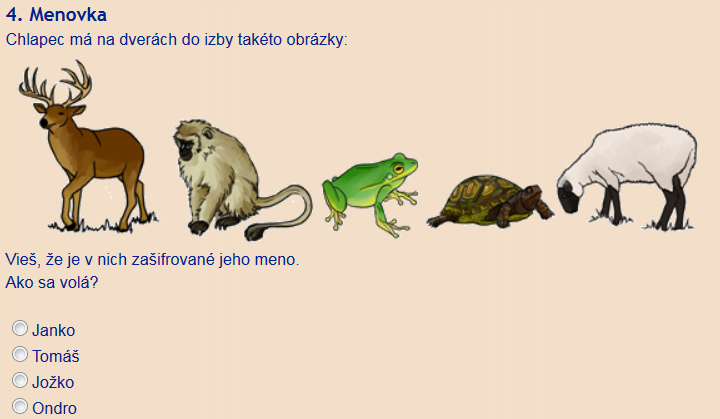 4. Menovka
Chlapec má na dverách do izby takéto obrázky:
Vieš, že je v nich zašifrované jeho meno.
Ako sa volá?
Janko
Tomáš
Jožko
Ondro